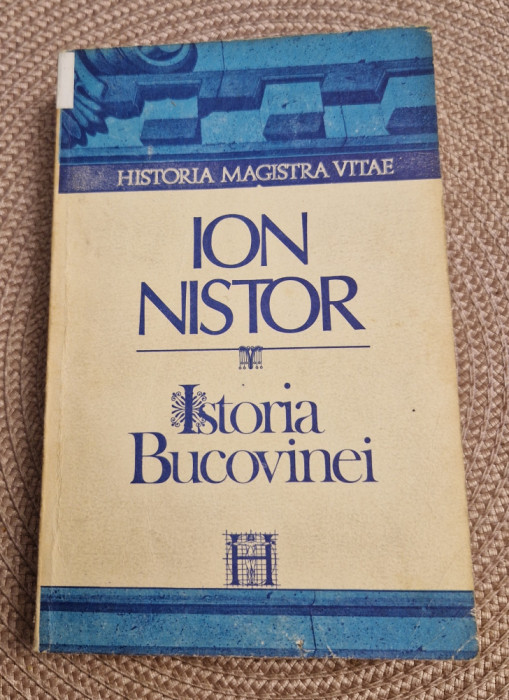 HISTORIA MAGISTRA VITAE
ION
NISTOR
Istoria
Bucovinei
H